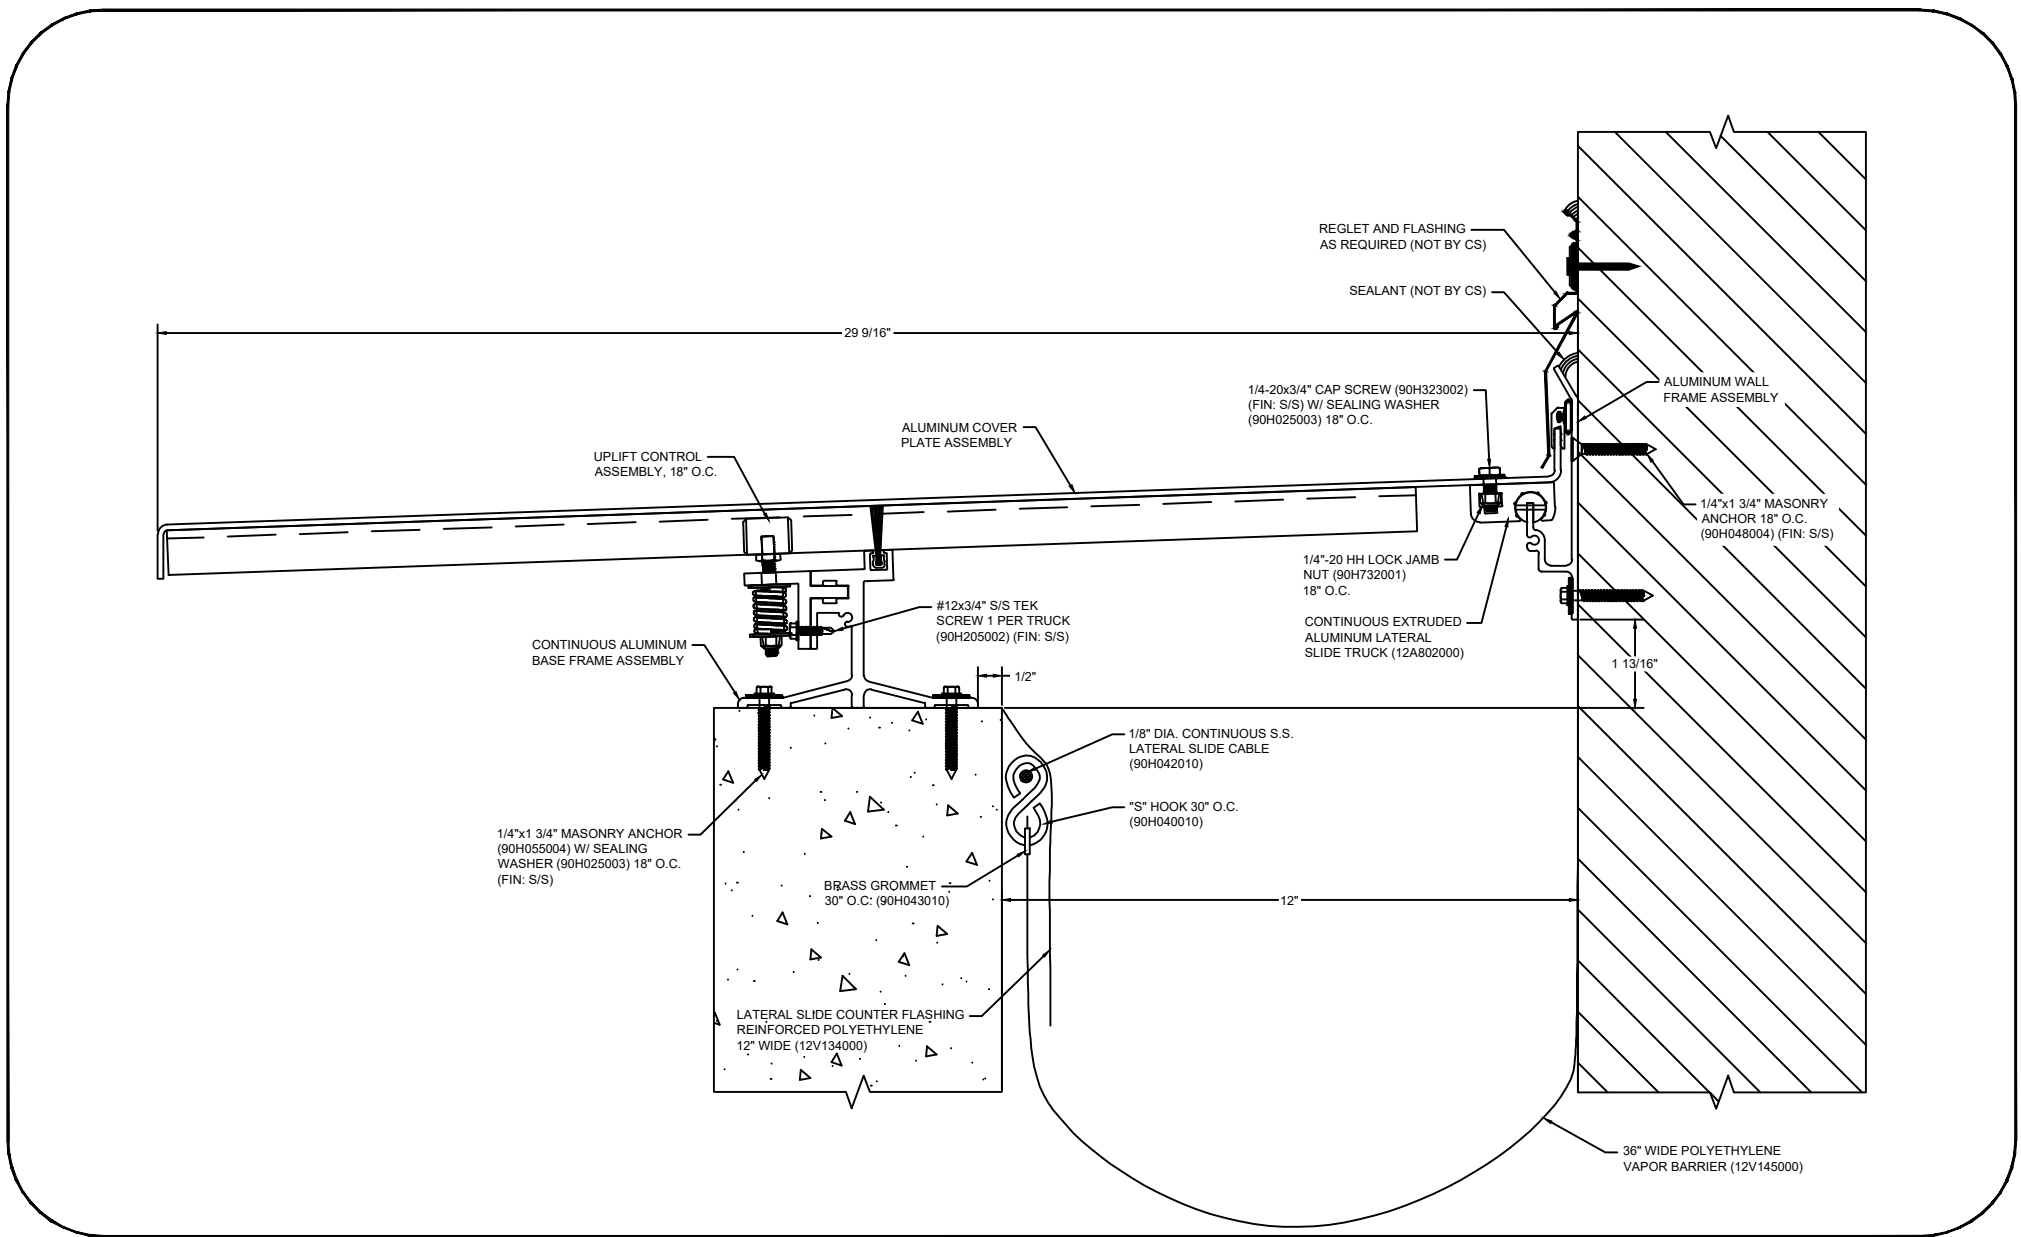 REGLET AND FLASHING
AS REQUIRED (NOT BY CS)
SEALANT (NOT BY CS)
29 9/16"
1/4-20x3/4" CAP SCREW (90H323002)
(FIN: S/S) W/ SEALING WASHER
(90H025003) 18" O.C.
ALUMINUM WALL
FRAME ASSEMBLY
ALUMINUM COVER
PLATE ASSEMBLY
UPLIFT CONTROL
ASSEMBLY, 18" O.C.
1/4"x1 3/4" MASONRY
ANCHOR 18" O.C.
(90H048004) (FIN: S/S)
1/4"-20 HH LOCK JAMB
NUT (90H732001)
18" O.C.
#12x3/4" S/S TEK
SCREW 1 PER TRUCK
(90H205002) (FIN: S/S)
CONTINUOUS EXTRUDED
ALUMINUM LATERAL
SLIDE TRUCK (12A802000)
CONTINUOUS ALUMINUM
BASE FRAME ASSEMBLY
1 13/16"
1/2"
1/8" DIA. CONTINUOUS S.S.
LATERAL SLIDE CABLE
(90H042010)
"S" HOOK 30" O.C.
(90H040010)
1/4"x1 3/4" MASONRY ANCHOR
(90H055004) W/ SEALING
WASHER (90H025003) 18" O.C.
(FIN: S/S)
BRASS GROMMET
30" O.C. (90H043010)
12"
LATERAL SLIDE COUNTER FLASHING
REINFORCED POLYETHYLENE
12" WIDE (12V134000)
36" WIDE POLYETHYLENE
VAPOR BARRIER (12V145000)